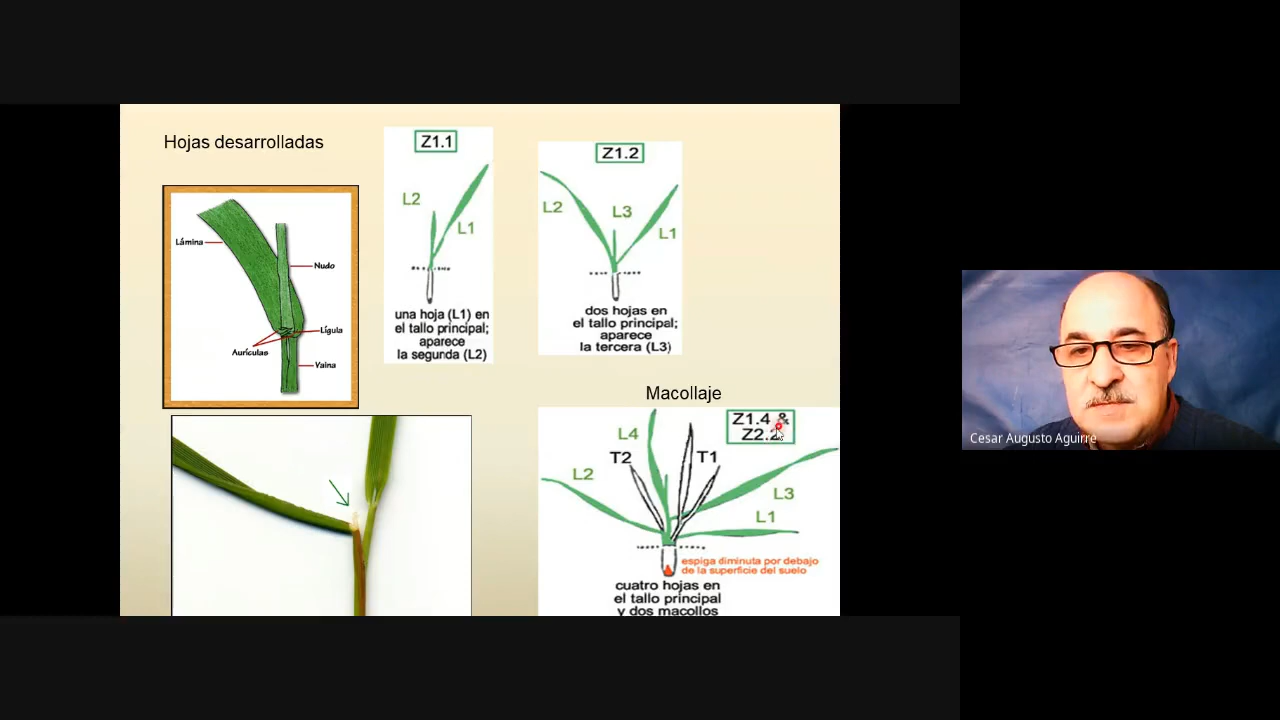 Hojas desarrolladas
Lámina
Nudo
Lígula
Aurículas
Vaina
Z1.1
L2
L1
una hoja (L1) en
el tallo principal;
aparece
la segunda (L2)
Z1.2
L2
L3
L1
dos hojas en
el tallo principal;
aparece
la tercera (L3)
Macollaje
Z1.4 &
Z2.2
L4
T2
T1
L2
L3
L1
espiga diminuta por debajo
de la superficie del suelo
cuatro hojas en
el tallo principal
y dos macollos
Cesar Augusto Aguirre